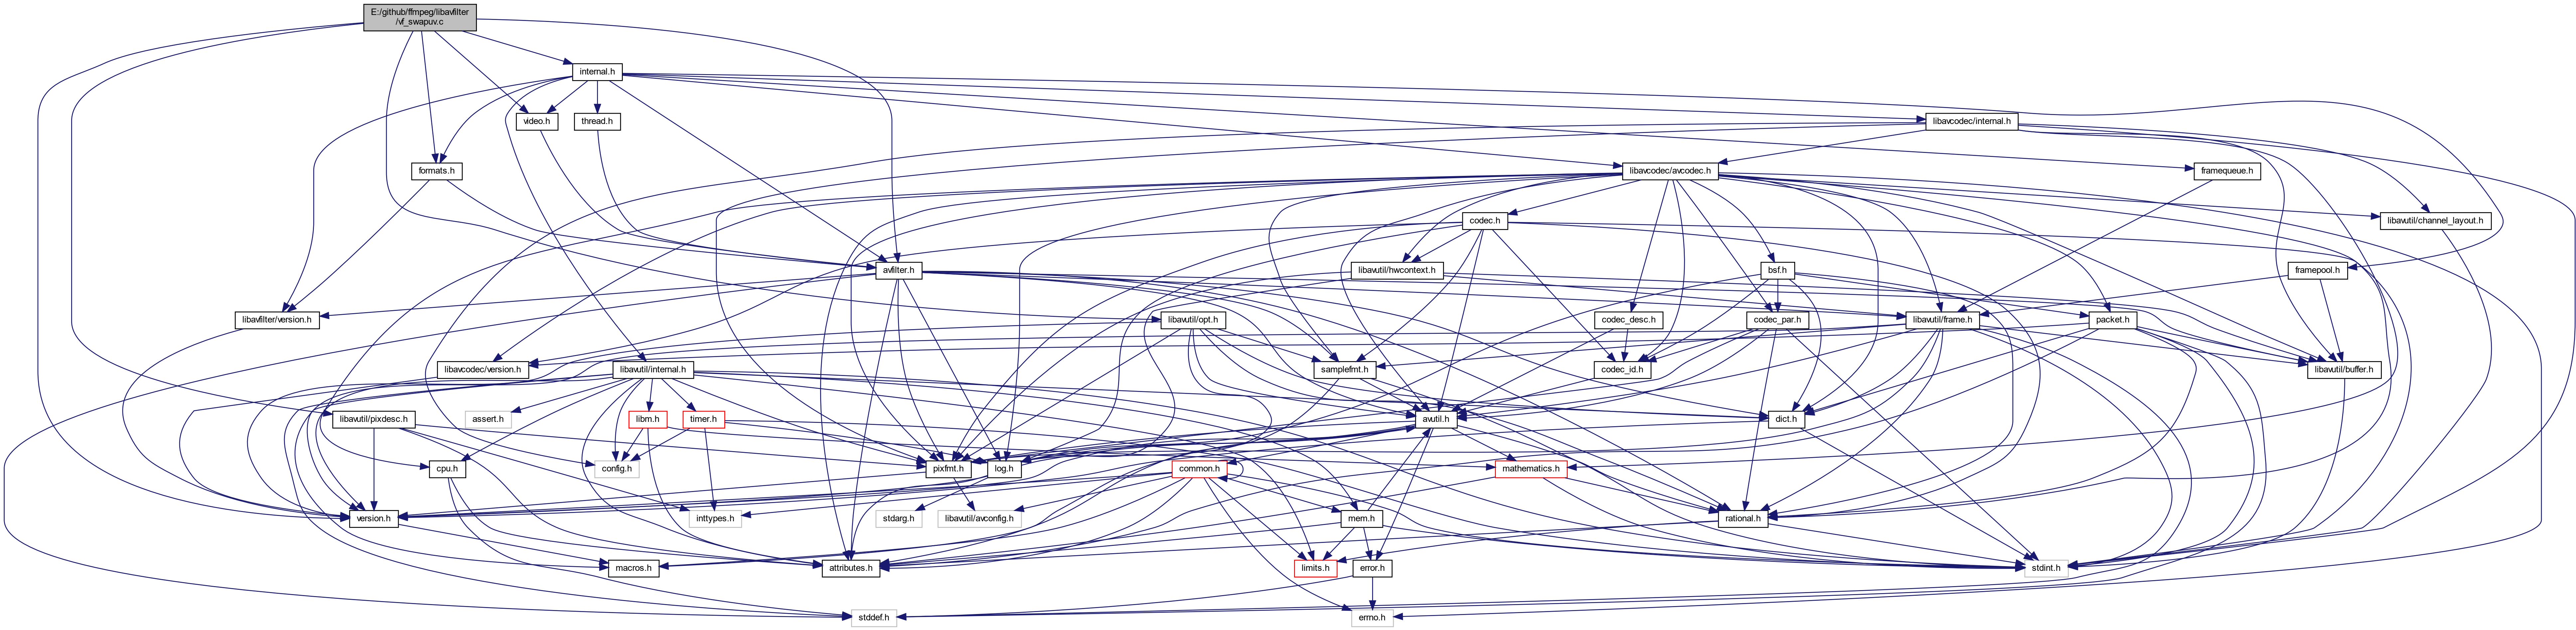 E:/github/ffmpeg/libavfilter
/vf_swapuv.c
internal.h
video.h
thread.h
libavcodec/internal.h
formats.h
libavcodec/avcodec.h
framequeue.h
codec.h
libavutil/channel_layout.h
avfilter.h
libavutil/hwcontext.h
bsf.h
framepool.h
libavfilter/version.h
libavutil/opt.h
codec_desc.h
codec_par.h
libavutil/frame.h
packet.h
libavcodec/version.h
libavutil/internal.h
samplefmt.h
codec_id.h
libavutil/buffer.h
libavutil/pixdesc.h
assert.h
libm.h
timer.h
avutil.h
dict.h
cpu.h
config.h
pixfmt.h
log.h
common.h
mathematics.h
version.h
inttypes.h
stdarg.h
libavutil/avconfig.h
mem.h
rational.h
macros.h
attributes.h
limits.h
error.h
stdint.h
stddef.h
errno.h